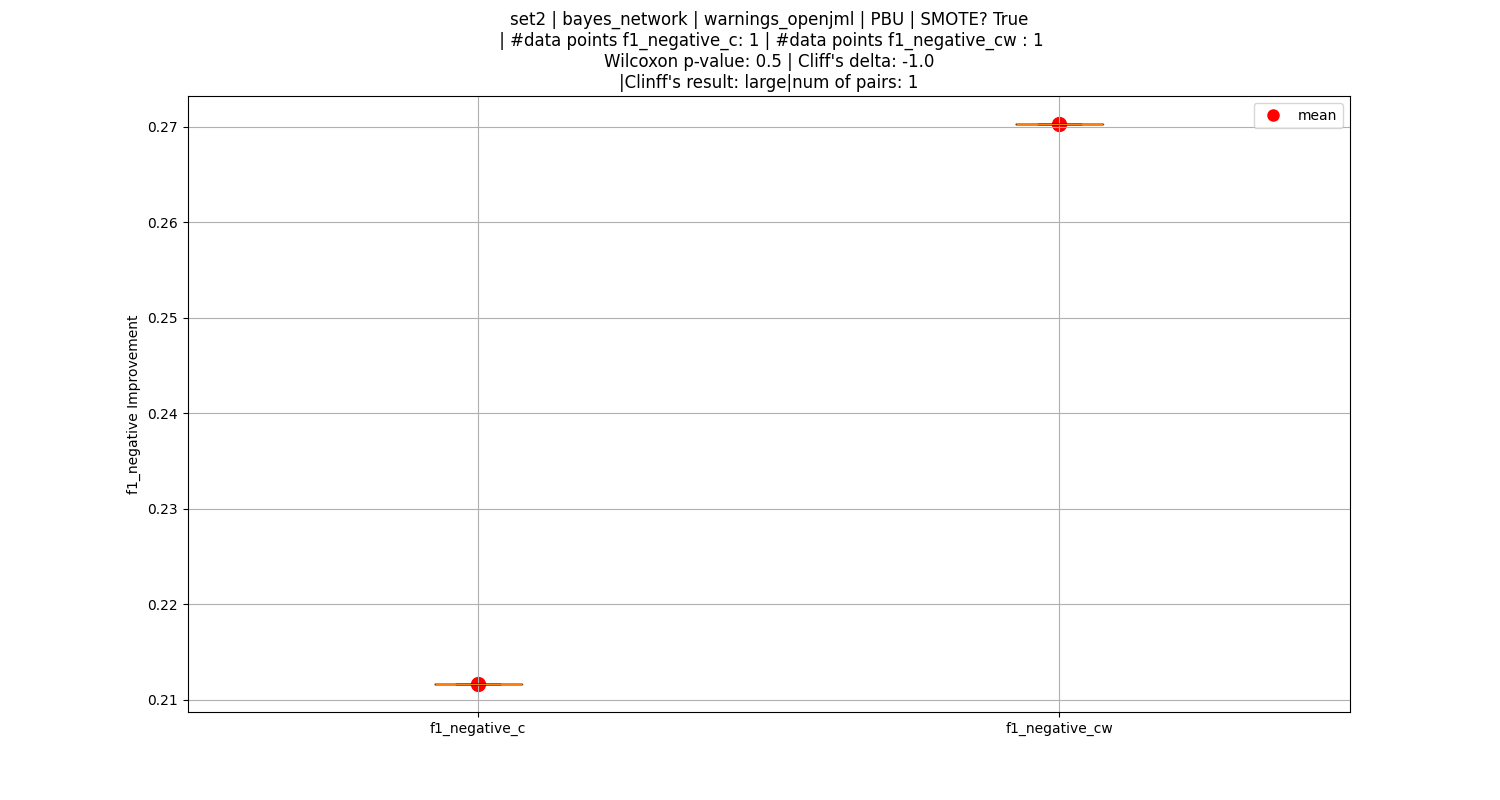 set2 | bayes_network | warnings_openjml | PBU | SMOTE? True
| #data points f1_negative_c: 1 | #data points f1_negative_cw : 1
Wilcoxon p-value: 0.5 | Cliff's delta: -1.0
|Clinff's result: large|num of pairs: 1
mean
0.27
0.26
0.25
0.24
0.23
0.22
0.21
f1_negative Improvement
f1_negative_c
f1_negative_cw